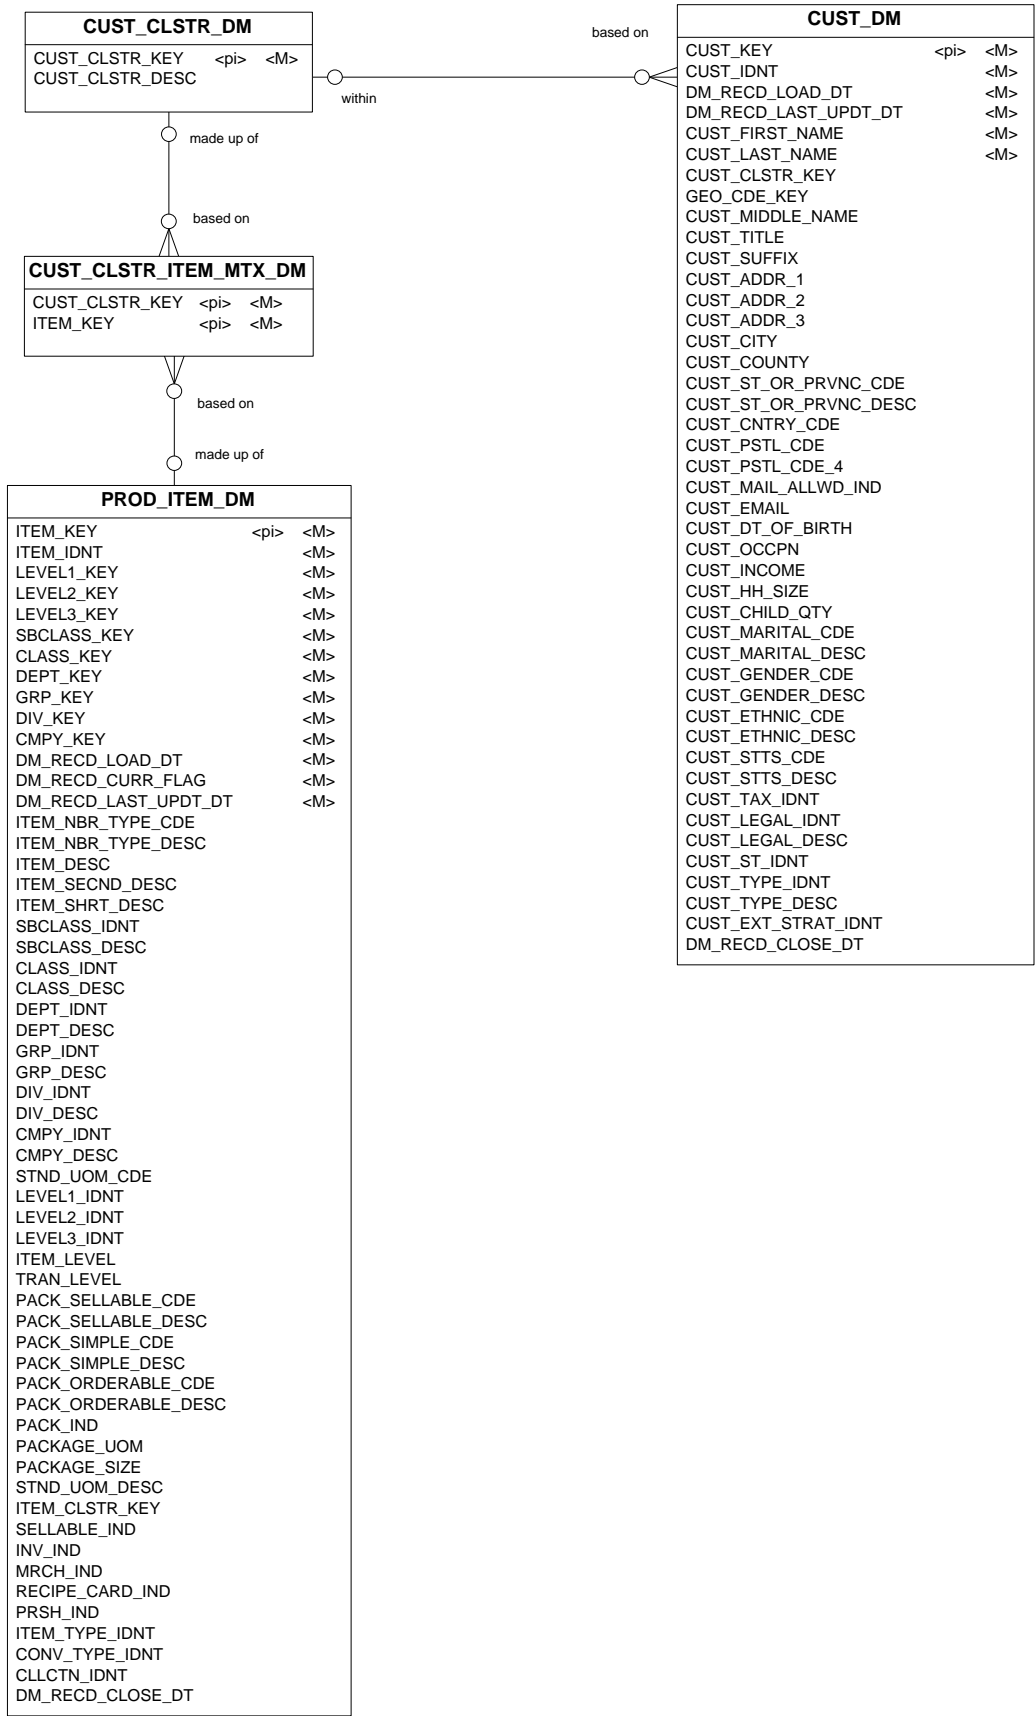 CUST_CLSTR_DM
CUST_CLSTR_KEY <pi> <M>
CUST_CLSTR_DESC
within
based on
made up of
based on
CUST_CLSTR_ITEM_MTX_DM
CUST_CLSTR_KEY <pi> <M>
ITEM_KEY <pi> <M>
based on
made up of
PROD_ITEM_DM
ITEM_KEY <pi> <M>
ITEM_IDNT <M>
LEVEL1_KEY <M>
LEVEL2_KEY <M>
LEVEL3_KEY <M>
SBCLASS_KEY <M>
CLASS_KEY <M>
DEPT_KEY <M>
GRP_KEY <M>
DIV_KEY <M>
CMPY_KEY <M>
DM_RECD_LOAD_DT <M>
DM_RECD_CURR_FLAG <M>
DM_RECD_LAST_UPDT_DT <M>
ITEM_NBR_TYPE_CDE
ITEM_NBR_TYPE_DESC
ITEM_DESC
ITEM_SECND_DESC
ITEM_SHRT_DESC
SBCLASS_IDNT
SBCLASS_DESC
CLASS_IDNT
CLASS_DESC
DEPT_IDNT
DEPT_DESC
GRP_IDNT
GRP_DESC
DIV_IDNT
DIV_DESC
CMPY_IDNT
CMPY_DESC
STND_UOM_CDE
LEVEL1_IDNT
LEVEL2_IDNT
LEVEL3_IDNT
ITEM_LEVEL
TRAN_LEVEL
PACK_SELLABLE_CDE
PACK_SELLABLE_DESC
PACK_SIMPLE_CDE
PACK_SIMPLE_DESC
PACK_ORDERABLE_CDE
PACK_ORDERABLE_DESC
PACK_IND
PACKAGE_UOM
PACKAGE_SIZE
STND_UOM_DESC
ITEM_CLSTR_KEY
SELLABLE_IND
INV_IND
MRCH_IND
RECIPE_CARD_IND
PRSH_IND
ITEM_TYPE_IDNT
CONV_TYPE_IDNT
CLLCTN_IDNT
DM_RECD_CLOSE_DT
CUST_DM
CUST_KEY <pi> <M>
CUST_IDNT <M>
DM_RECD_LOAD_DT <M>
DM_RECD_LAST_UPDT_DT <M>
CUST_FIRST_NAME <M>
CUST_LAST_NAME <M>
CUST_CLSTR_KEY
GEO_CDE_KEY
CUST_MIDDLE_NAME
CUST_TITLE
CUST_SUFFIX
CUST_ADDR_1
CUST_ADDR_2
CUST_ADDR_3
CUST_CITY
CUST_COUNTY
CUST_ST_OR_PRVNC_CDE
CUST_ST_OR_PRVNC_DESC
CUST_CNTRY_CDE
CUST_PSTL_CDE
CUST_PSTL_CDE_4
CUST_MAIL_ALLWD_IND
CUST_EMAIL
CUST_DT_OF_BIRTH
CUST_OCCPN
CUST_INCOME
CUST_HH_SIZE
CUST_CHILD_QTY
CUST_MARITAL_CDE
CUST_MARITAL_DESC
CUST_GENDER_CDE
CUST_GENDER_DESC
CUST_ETHNIC_CDE
CUST_ETHNIC_DESC
CUST_STTS_CDE
CUST_STTS_DESC
CUST_TAX_IDNT
CUST_LEGAL_IDNT
CUST_LEGAL_DESC
CUST_ST_IDNT
CUST_TYPE_IDNT
CUST_TYPE_DESC
CUST_EXT_STRAT_IDNT
DM_RECD_CLOSE_DT